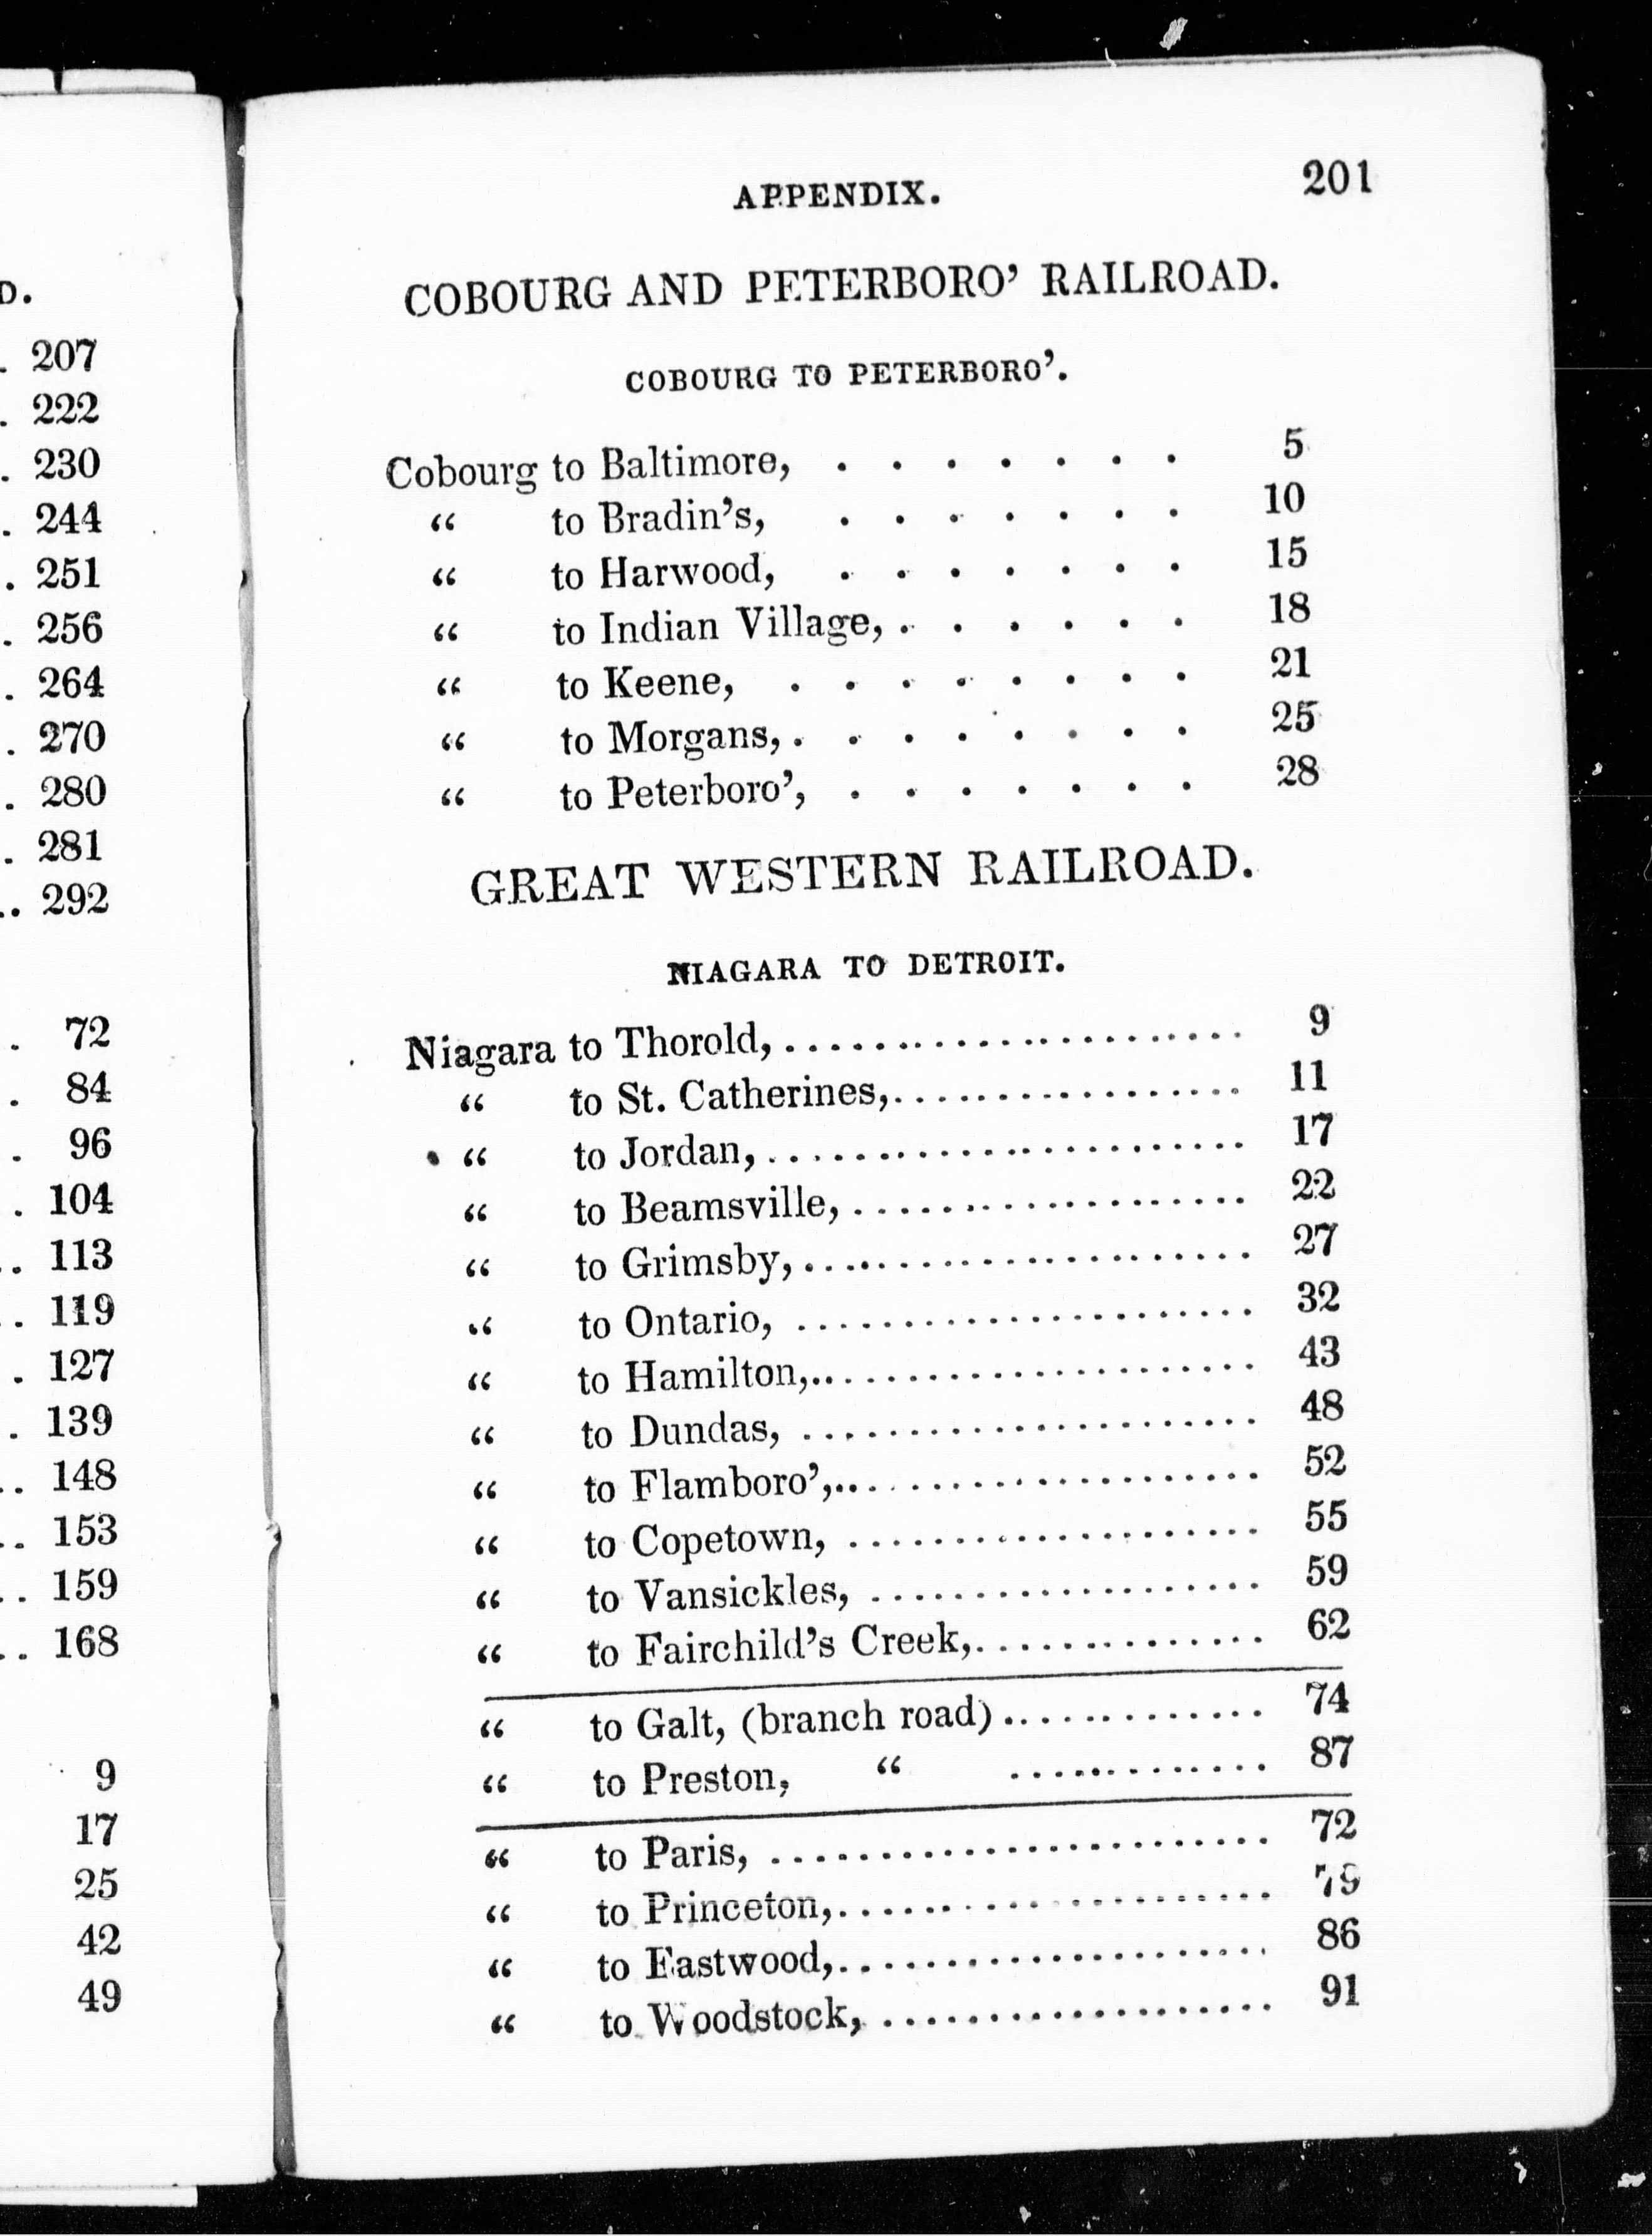 D.
. 207
. 222
. 230
. 244
. 251
. 256
. 264
. 270
. 280
. 281
.. 292
. 72
. 84
. 96
. 104
.. 113
.. 119
. 127
. 139
.. 148
.. 153
.. 159
.. 168
9
17
25
42
49
APPENDIX. 201
COBOURG AND PETERBORO' RAILROAD.
COBOURG TO PETERBORO'.
Cobourg to Baltimore, . . . . . . . 5
“ to Bradin's, . . . . . . . 10
“ to Harwood, . . . . . . . 15
“ to Indian Village, . . . . . . 18
“ to Keene, . . . . . . . . 21
“ to Morgans, . . . . . . . . 25
“ to Peterboro', . . . . . . . 28
GREAT WESTERN RAILROAD.
NIAGARA TO DETROIT.
Niagara to Thorold, ...................... 9
“ to St. Catherines, ................. 11
“ to Jordan, ....................... 17
“ to Beamsville, ................... 22
“ to Grimsby, ...................... 27
“ to Ontario, ...................... 32
“ to Hamilton, ..................... 43
“ to Dundas, ...................... 48
“ to Flamboro', .................... 52
“ to Copetown, .................... 55
“ to Vansickles, ................... 59
“ to Fairchild's Creek, .............. 62
“ to Galt, (branch road) ............. 74
“ to Preston, “ ............. 87
“ to Paris, ........................ 72
“ to Princeton, .................... 79
“ to Eastwood, .................... 86
“ to Woodstock, ................... 91